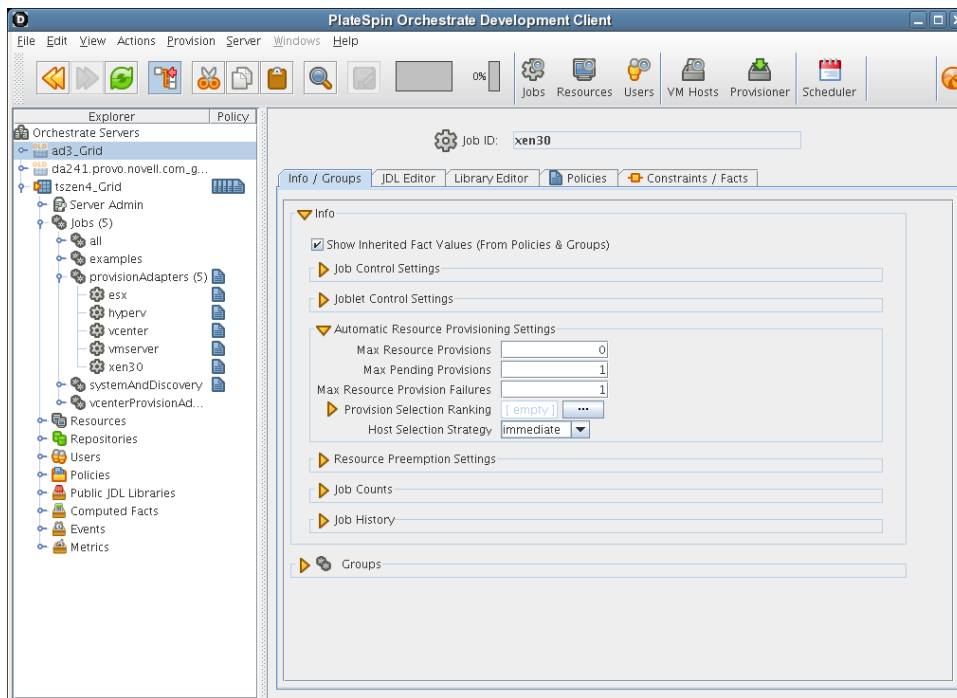 PlateSpin Orchestrate Development Client
File Edit View Actions Provision Server Windows Help
0%
Jobs Resources Users VM Hosts Provisioner Scheduler
Explorer Policy
Orchestrate Servers
OLD ad3_Grid
OLD da241.provo.novell.com_g...
tszen4_Grid
Server Admin
Jobs (5)
all
examples
provisionAdapters (5)
esx
hyperv
vcenter
vmserver
xen30
systemAndDiscovery
vcenterProvisionAd...
Resources
Repositories
Users
Policies
Public JDL Libraries
Computed Facts
Events
Metrics
Job ID: xen30
Info / Groups JDL Editor Library Editor Policies Constraints / Facts
Info
Show Inherited Fact Values (From Policies & Groups)
Job Control Settings
Joblet Control Settings
Automatic Resource Provisioning Settings
Max Resource Provisions 0
Max Pending Provisions 1
Max Resource Provision Failures 1
Provision Selection Ranking [ empty ] ...
Host Selection Strategy immediate
Resource Preemption Settings
Job Counts
Job History
Groups